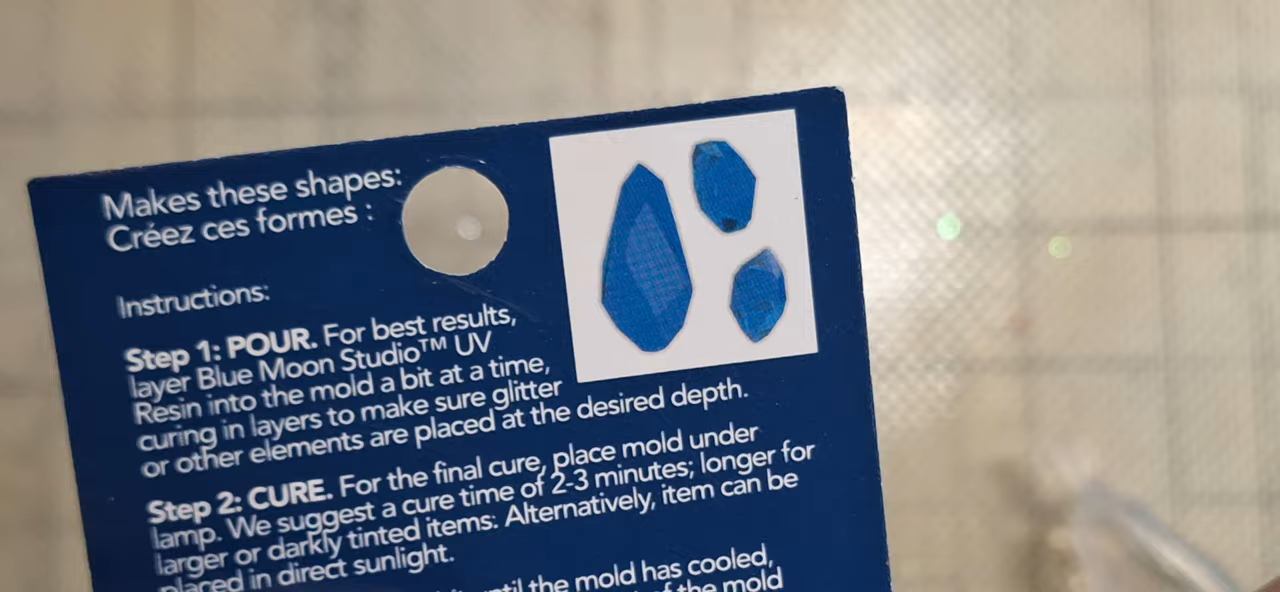 Makes these shapes:
Créez ces formes :
Instructions:
Step 1: POUR. For best results,
layer Blue Moon Studio™ UV
Resin into the mold a bit at a time,
curing in layers to make sure glitter
or other elements are placed at the desired depth.
Step 2: CURE. For the final cure, place mold under
lamp. We suggest a cure time of 2-3 minutes; longer for
larger or darkly tinted items. Alternatively, item can be
placed in direct sunlight.
until the mold has cooled,
of the mold